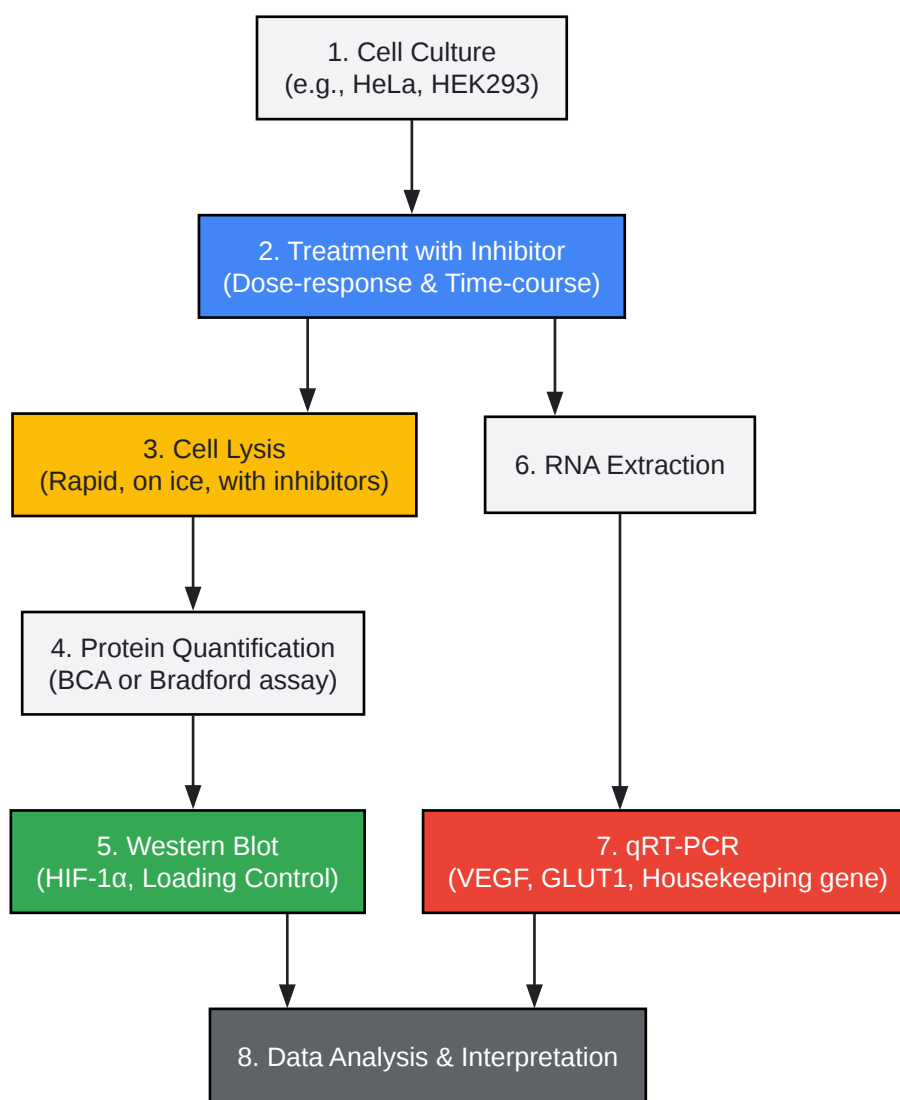 1. Cell Culture
(e.g., HeLa, HEK293)
2. Treatment with Inhibitor
(Dose-response & Time-course)
3. Cell Lysis
(Rapid, on ice, with inhibitors)
6. RNA Extraction
4. Protein Quantification
(BCA or Bradford assay)
5. Western Blot
(HIF-1α, Loading Control)
7. qRT-PCR
(VEGF, GLUT1, Housekeeping gene)
8. Data Analysis & Interpretation